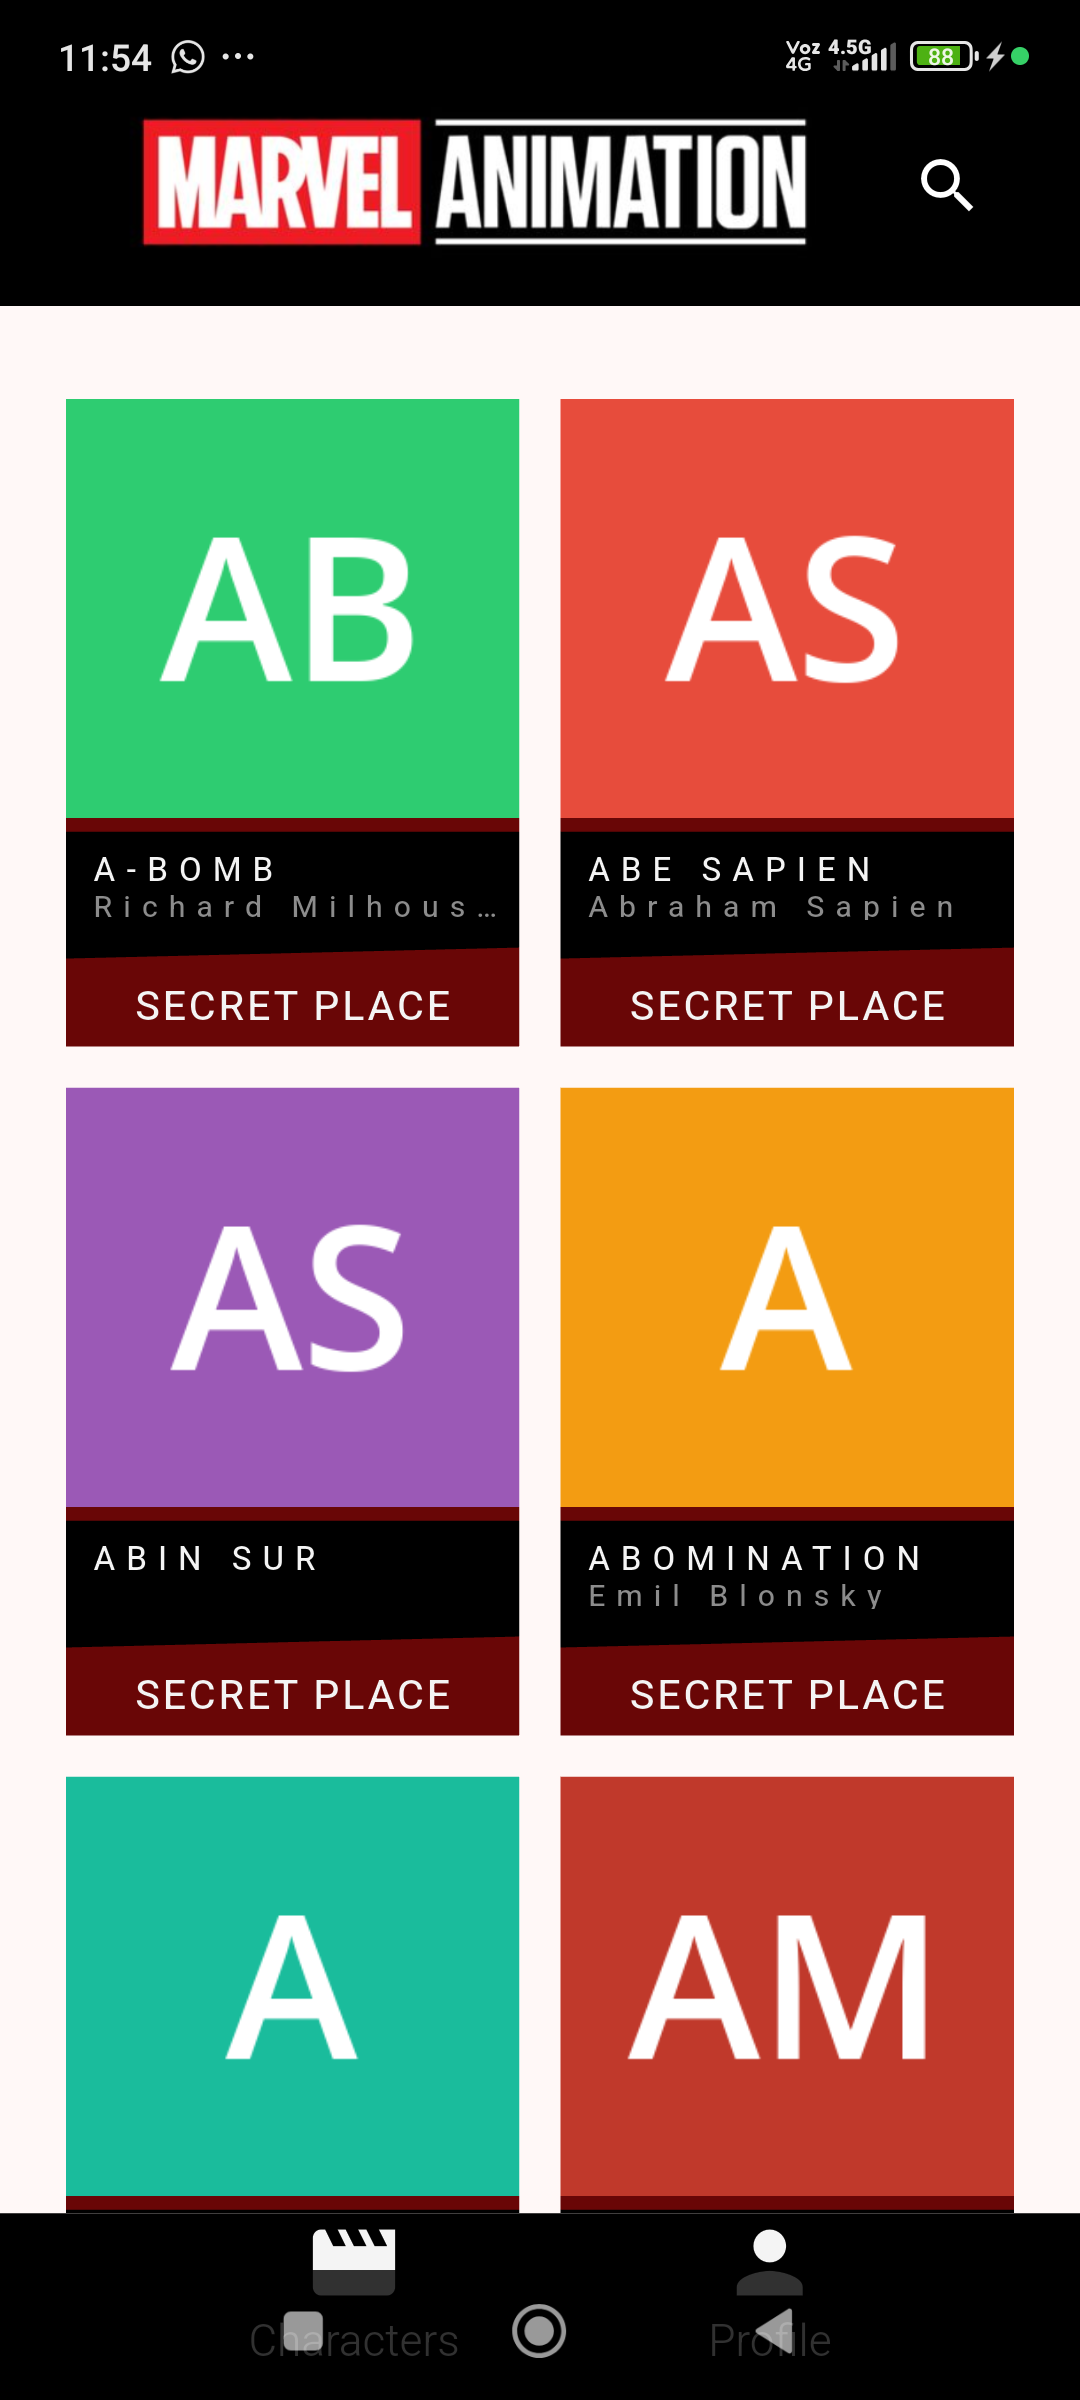 11:54
Voz 4.5G
4G
88
MARVEL ANIMATION
AB
AS
A-BOMB
Richard Milhous…
ABE SAPIEN
Abraham Sapien
SECRET PLACE
SECRET PLACE
AS
A
ABIN SUR
ABOMINATION
Emil Blonsky
SECRET PLACE
SECRET PLACE
A
AM
Characters
Profile